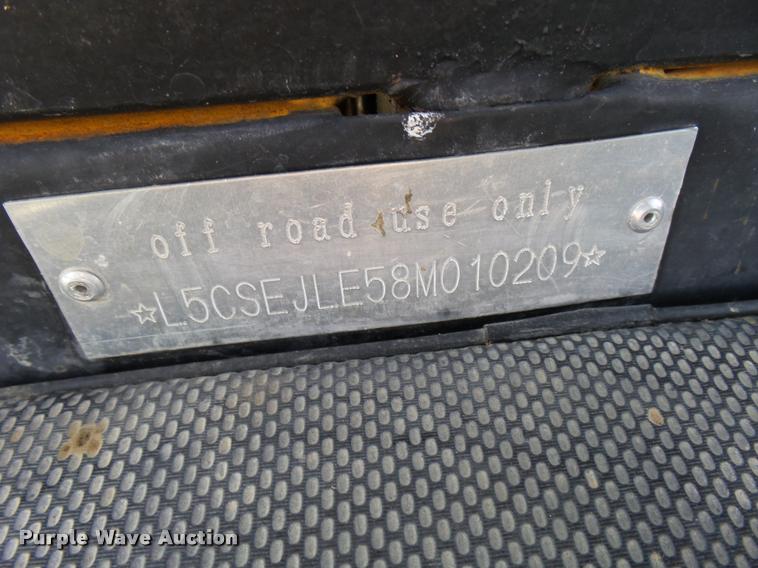 off road use only
☆L5CSEJLE58M010209☆
Purple Wave Auction